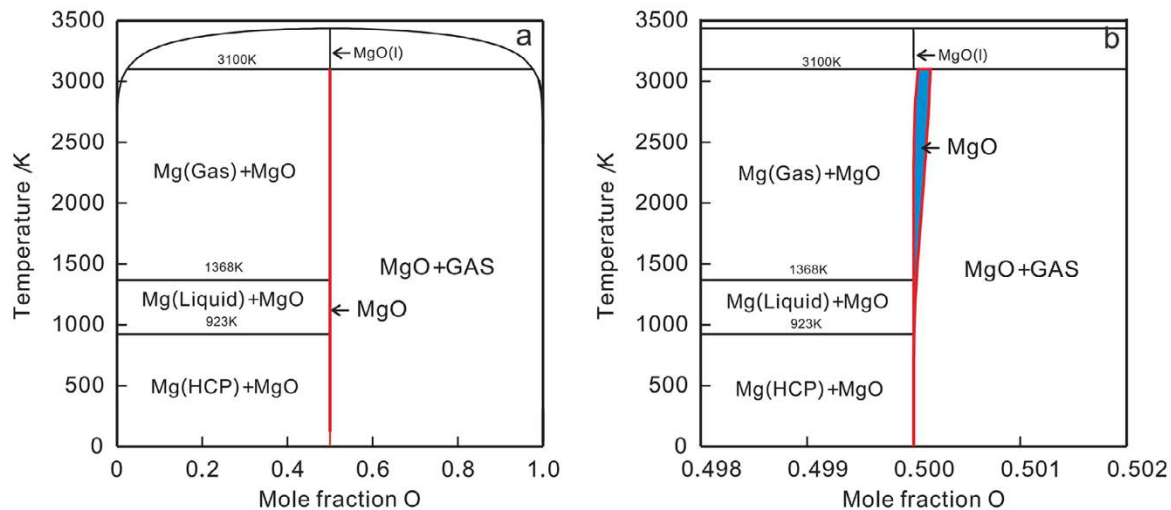 a
3500
3000
2500
2000
1500
1000
500
0
Temperature /K
3100K
MgO(l)
Mg(Gas)+MgO
1368K
Mg(Liquid)+MgO
923K
Mg(HCP)+MgO
MgO+GAS
MgO
0 0.2 0.4 0.6 0.8 1.0
Mole fraction O
b
3500
3000
2500
2000
1500
1000
500
0
Temperature /K
3100K
MgO(l)
MgO
Mg(Gas)+MgO
1368K
Mg(Liquid)+MgO
923K
Mg(HCP)+MgO
MgO+GAS
0.498 0.499 0.500 0.501 0.502
Mole fraction O